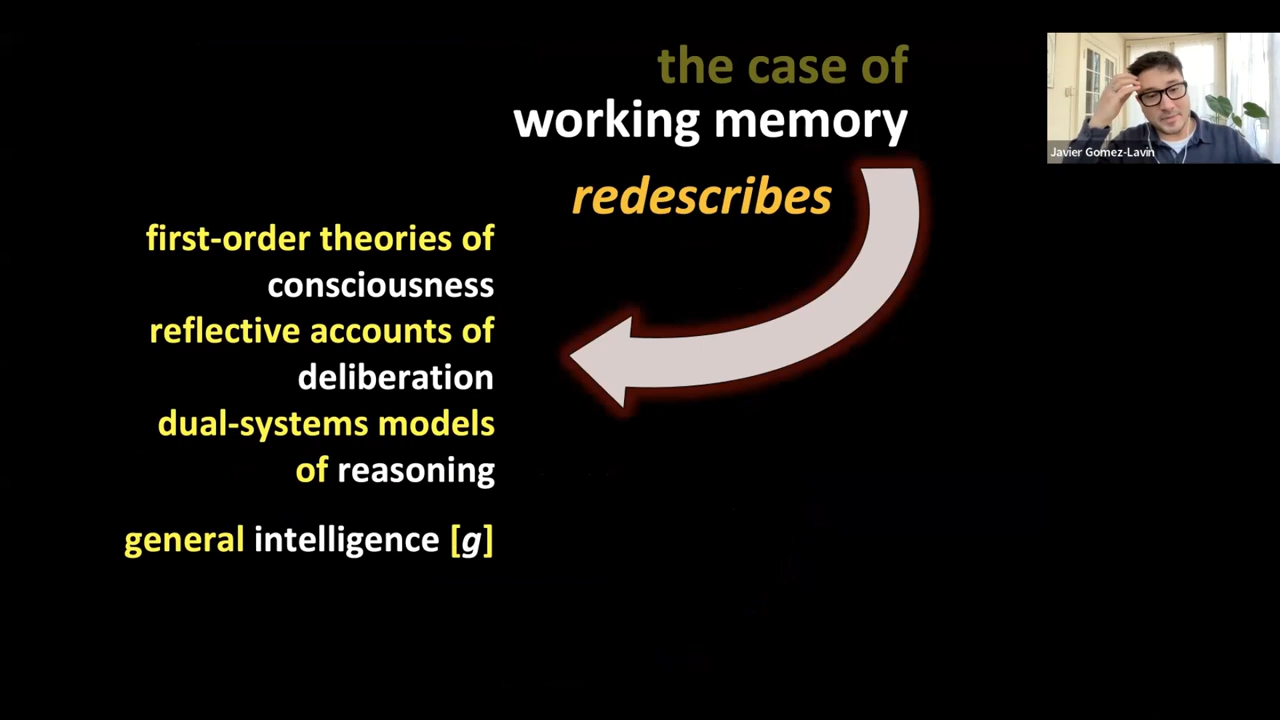 the case of
working memory
redescribes
first-order theories of
consciousness
reflective accounts of
deliberation
dual-systems models
of reasoning
general intelligence [g]
Javier Gomez-Lavin